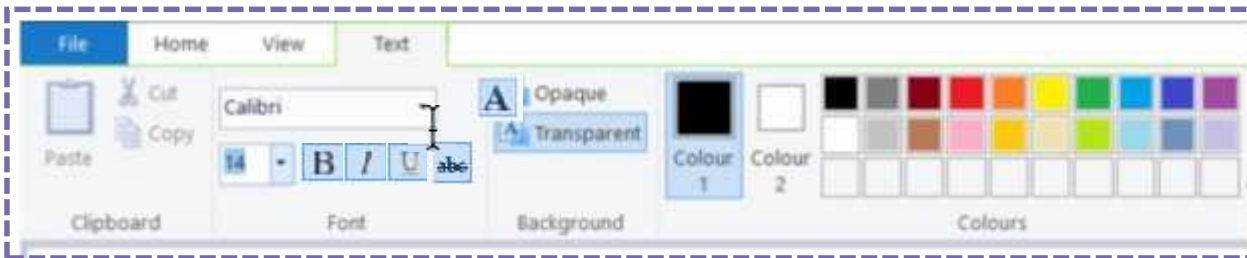 File Home View Text
Cut
Calibri
A Opaque
Copy
A Transparent
Paste
14 B I U abc
Colour 1
Colour 2
Clipboard Font Background Colours